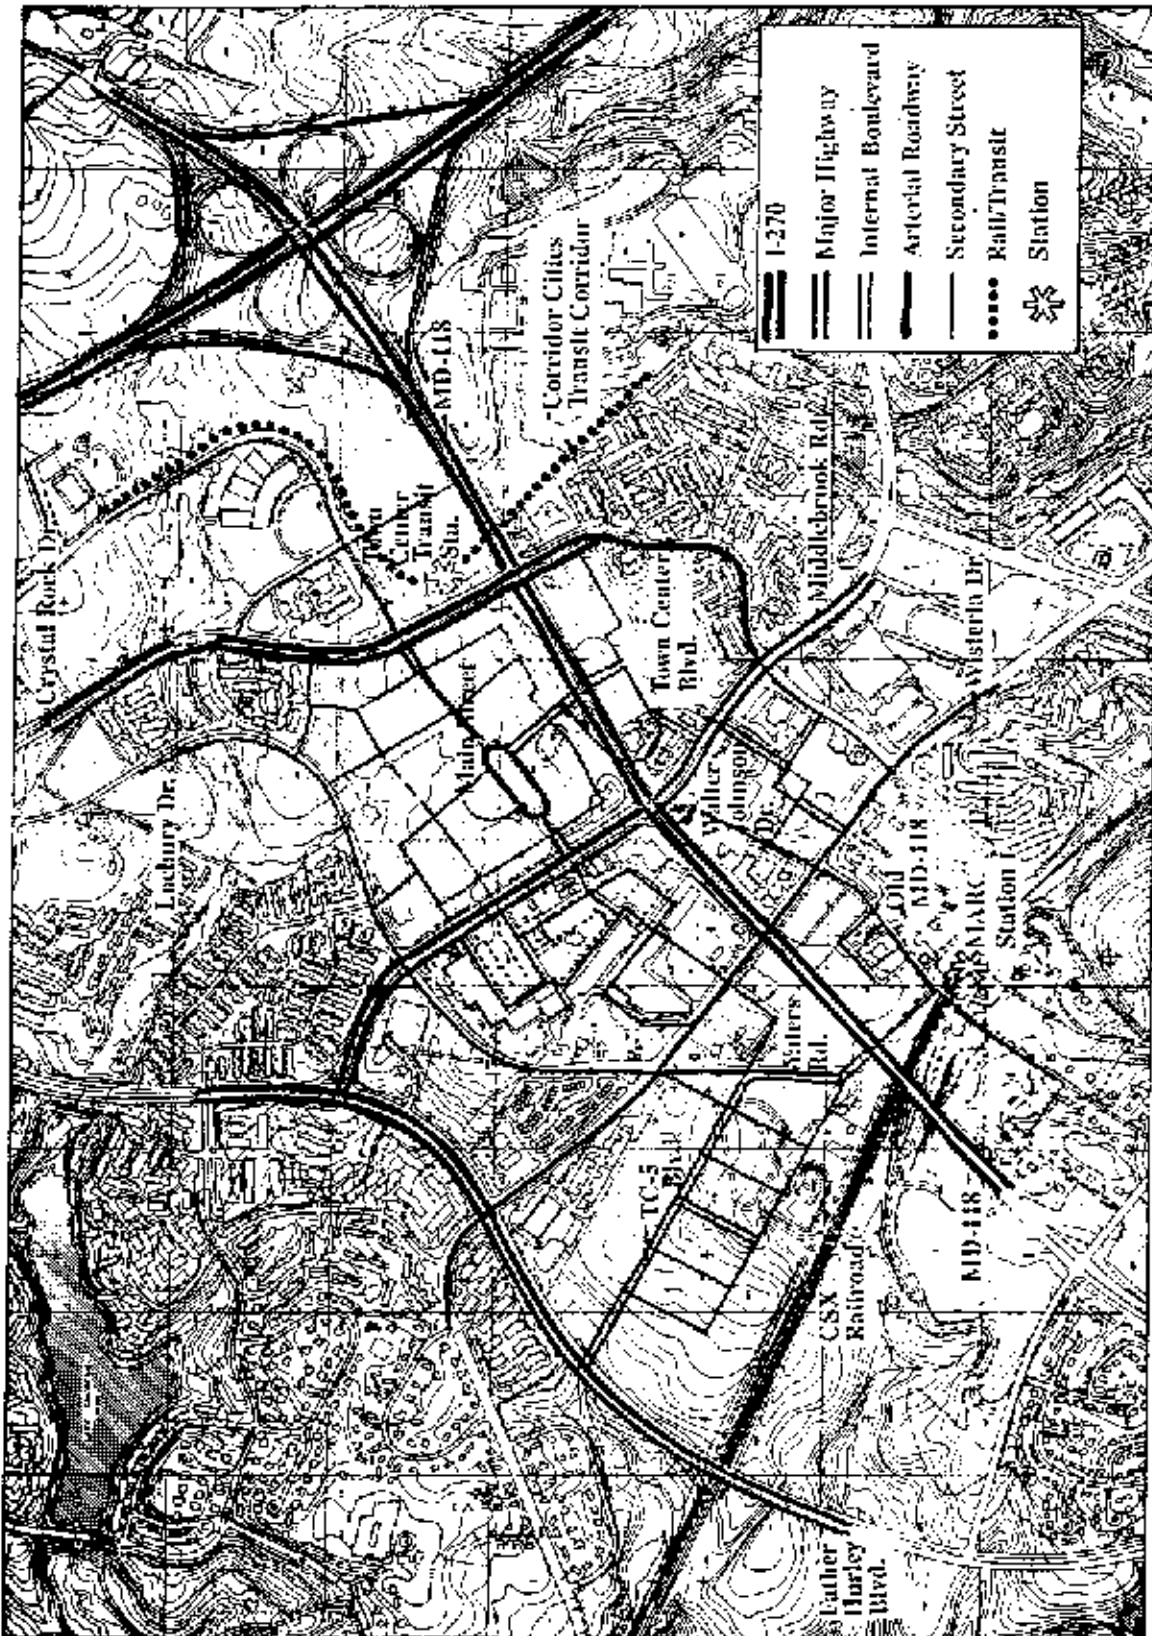 I-270
Major Highway
Internal Boulevard
Arterial Roadway
Secondary Street
Rail/Transit
Station
Crystal Rock Dr.
Locbury Dr.
Main Street
Town
Center
Transit
Sta.
MD-118
Corridor Cities
Transit Corridor
Town Center
Blvd.
Middlebrook Rd.
Wisteria Dr.
Walter
Johnson
Dr.
Old
MD-118
MARC
Station
Waters
Rd.
TC-5
Blvd.
CSX
Railroad
MD-118
Father
Hurley
Blvd.